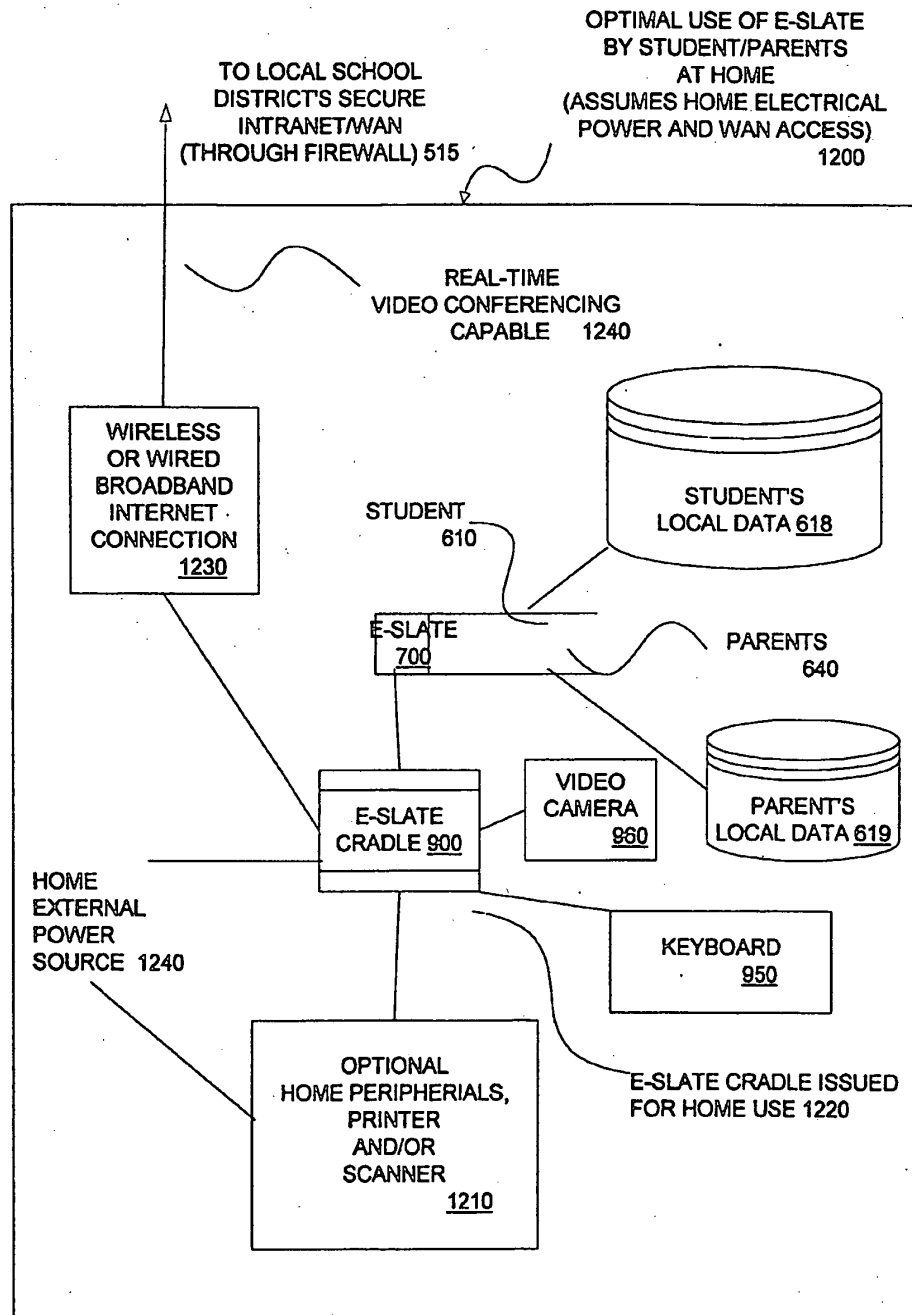 OPTIMAL USE OF E-SLATE
BY STUDENT/PARENTS
AT HOME
(ASSUMES HOME ELECTRICAL
POWER AND WAN ACCESS)
1200
TO LOCAL SCHOOL
DISTRICT'S SECURE
INTRANET/WAN
(THROUGH FIREWALL) 515
REAL-TIME
VIDEO CONFERENCING
CAPABLE 1240
WIRELESS
OR WIRED
BROADBAND
INTERNET
CONNECTION
1230
STUDENT'S
LOCAL DATA 618
STUDENT
610
E-SLATE
700
PARENTS
640
PARENT'S
LOCAL DATA 619
VIDEO
CAMERA
960
E-SLATE
CRADLE 900
HOME
EXTERNAL
POWER
SOURCE 1240
KEYBOARD
950
OPTIONAL
HOME PERIPHERIALS,
PRINTER
AND/OR
SCANNER
1210
E-SLATE CRADLE ISSUED
FOR HOME USE 1220